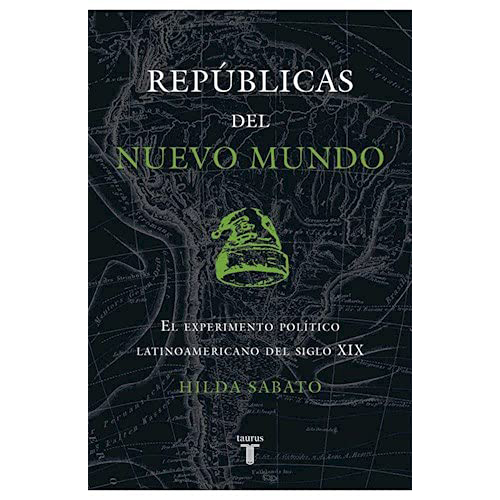 REPÚBLICAS
DEL
NUEVO MUNDO
EL EXPERIMENTO POLÍTICO
LATINOAMERICANO DEL SIGLO XIX
HILDA SABATO
taurus
T